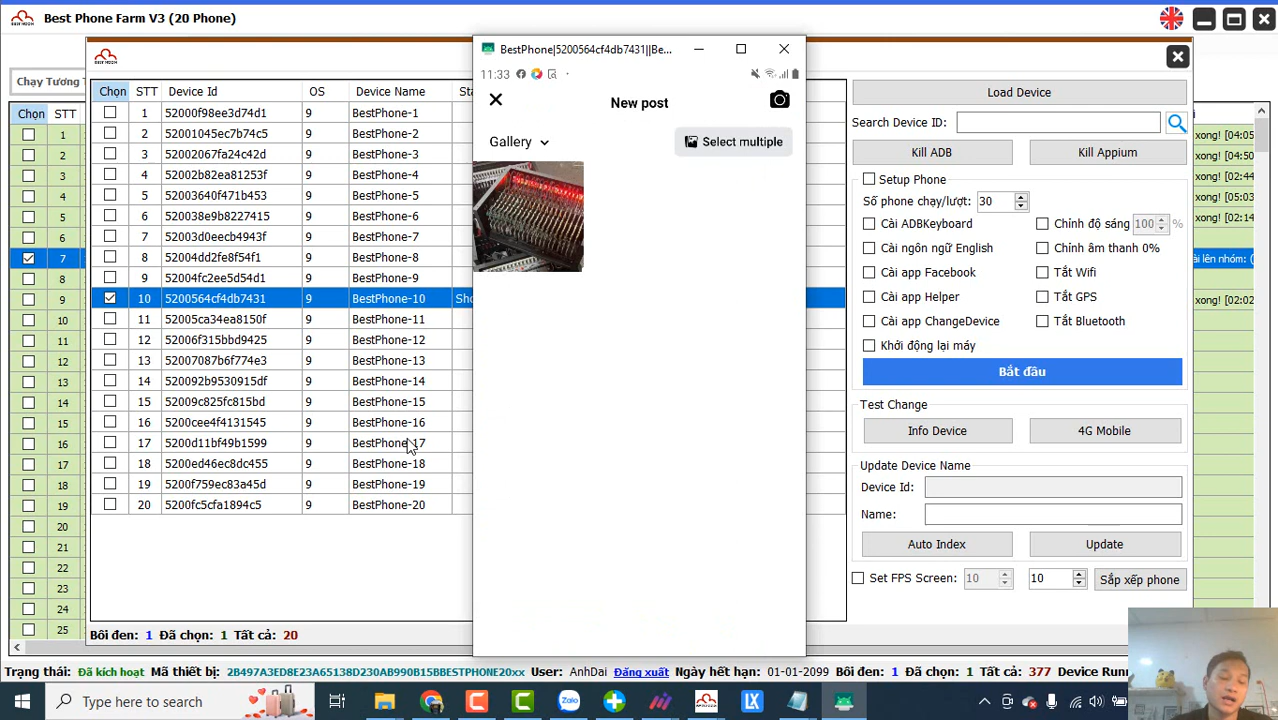 Best Phone Farm V3 (20 Phone)
Chạy Tương T
Chọn STT
1
2
3
4
5
6
7
8
9
10
11
12
13
14
15
16
17
18
19
20
21
22
23
24
25
Chọn STT Device Id OS Device Name Sta
1 52000f98ee3d74d1 9 BestPhone-1
2 52001045ec7b74c5 9 BestPhone-2
3 52002067fa24c42d 9 BestPhone-3
4 52002b82ea81253f 9 BestPhone-4
5 52003640f471b453 9 BestPhone-5
6 520038e9b8227415 9 BestPhone-6
7 52003d0eecb4943f 9 BestPhone-7
8 52004dd2fe8f54f1 9 BestPhone-8
9 52004fc2ee5d54d1 9 BestPhone-9
10 5200564cf4db7431 9 BestPhone-10 Sho
11 52005ca34ea8150f 9 BestPhone-11
12 52006f315bbd9425 9 BestPhone-12
13 52007087b6f774e3 9 BestPhone-13
14 520092b9530915df 9 BestPhone-14
15 52009c825fc815bd 9 BestPhone-15
16 5200cee4f4131545 9 BestPhone-16
17 5200d11bf49b1599 9 BestPhone-17
18 5200ed46ec8dc455 9 BestPhone-18
19 5200f759ec83a45d 9 BestPhone-19
20 5200fc5cfa1894c5 9 BestPhone-20
Bôi đen: 1 Đã chọn: 1 Tất cả: 20
BestPhone|5200564cf4db7431||Be...
11:33
New post
Gallery
Select multiple
Load Device
Search Device ID:
Kill ADB Kill Appium
Setup Phone
Số phone chạy/lượt: 30
Cài ADBKeyboard Chỉnh độ sáng 100 %
Cài ngôn ngữ English Chỉnh âm thanh 0%
Cài app Facebook Tắt Wifi
Cài app Helper Tắt GPS
Cài app ChangeDevice Tắt Bluetooth
Khởi động lại máy
Bắt đầu
Test Change
Info Device 4G Mobile
Update Device Name
Device Id:
Name:
Auto Index Update
Set FPS Screen: 10 10 Sắp xếp phone
xong! [04:05
xong! [04:50
xong! [02:44
xong! [05:03
xong! [02:14
ài lên nhóm: (
xong! [02:02
Trạng thái: Đã kích hoạt Mã thiết bị: 2B497A3ED8E23A65138D230AB990B15BBESTPHONE20xx User: AnhDai Đăng xuất Ngày hết hạn: 01-01-2099 Bôi đen: 1 Đã chọn: 1 Tất cả: 377 Device Run
Type here to search